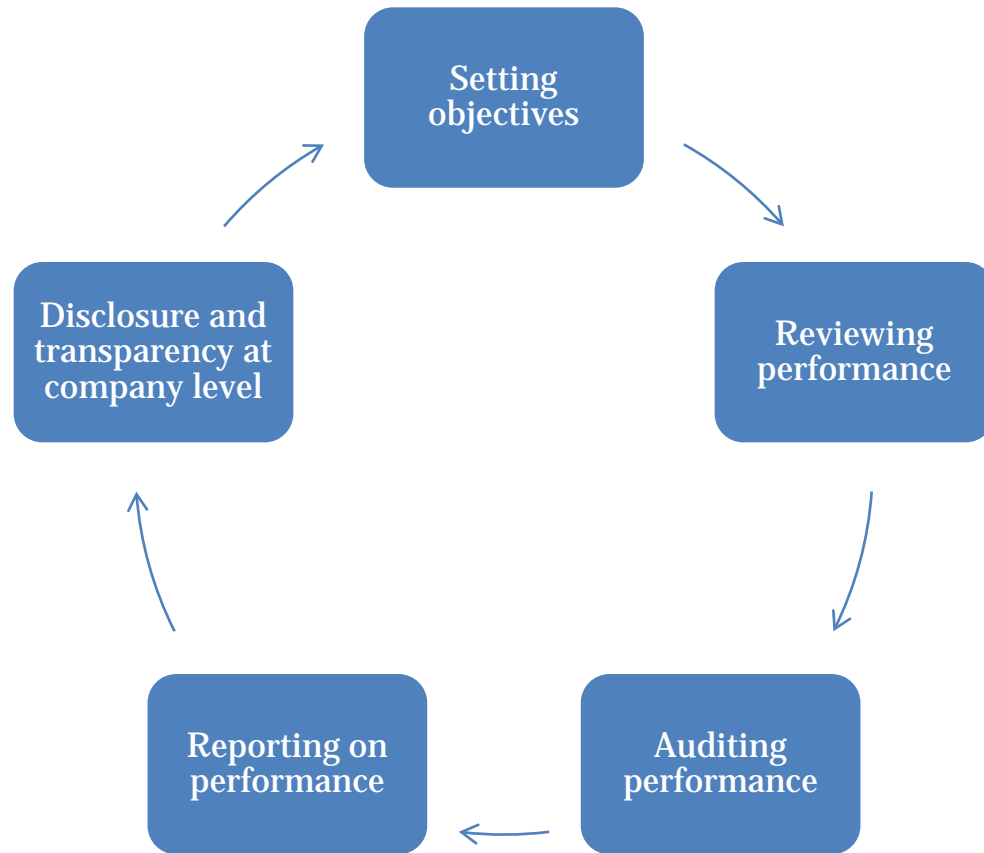 Setting
objectives
Reviewing
performance
Auditing
performance
Reporting on
performance
Disclosure and
transparency at
company level